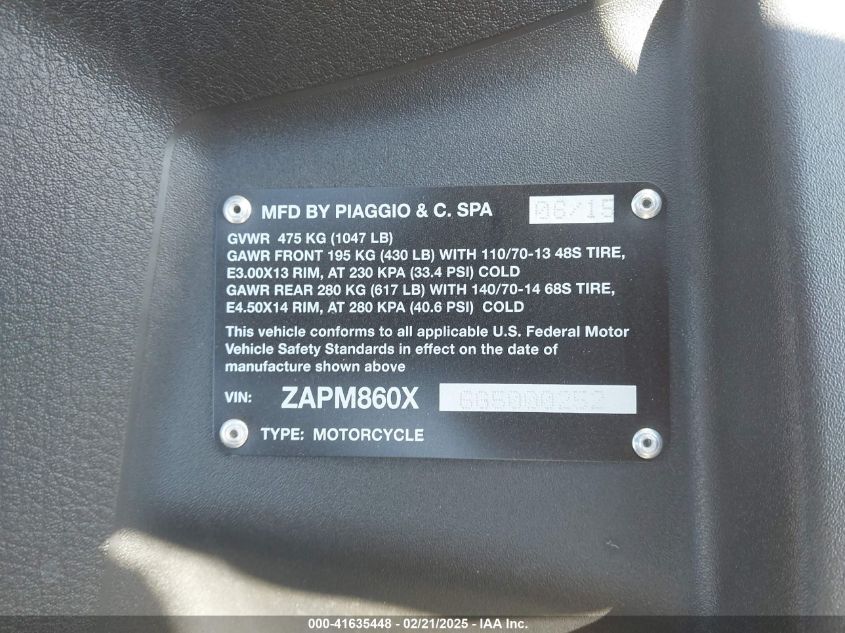 MFD BY PIAGGIO & C. SPA 06/15
GVWR 475 KG (1047 LB)
GAWR FRONT 195 KG (430 LB) WITH 110/70-13 48S TIRE,
E3.00X13 RIM, AT 230 KPA (33.4 PSI) COLD
GAWR REAR 280 KG (617 LB) WITH 140/70-14 68S TIRE,
E4.50X14 RIM, AT 280 KPA (40.6 PSI) COLD
This vehicle conforms to all applicable U.S. Federal Motor
Vehicle Safety Standards in effect on the date of
manufacture shown above
VIN: ZAPM860X
TYPE: MOTORCYCLE
000-41635448 - 02/21/2025 - IAA Inc.